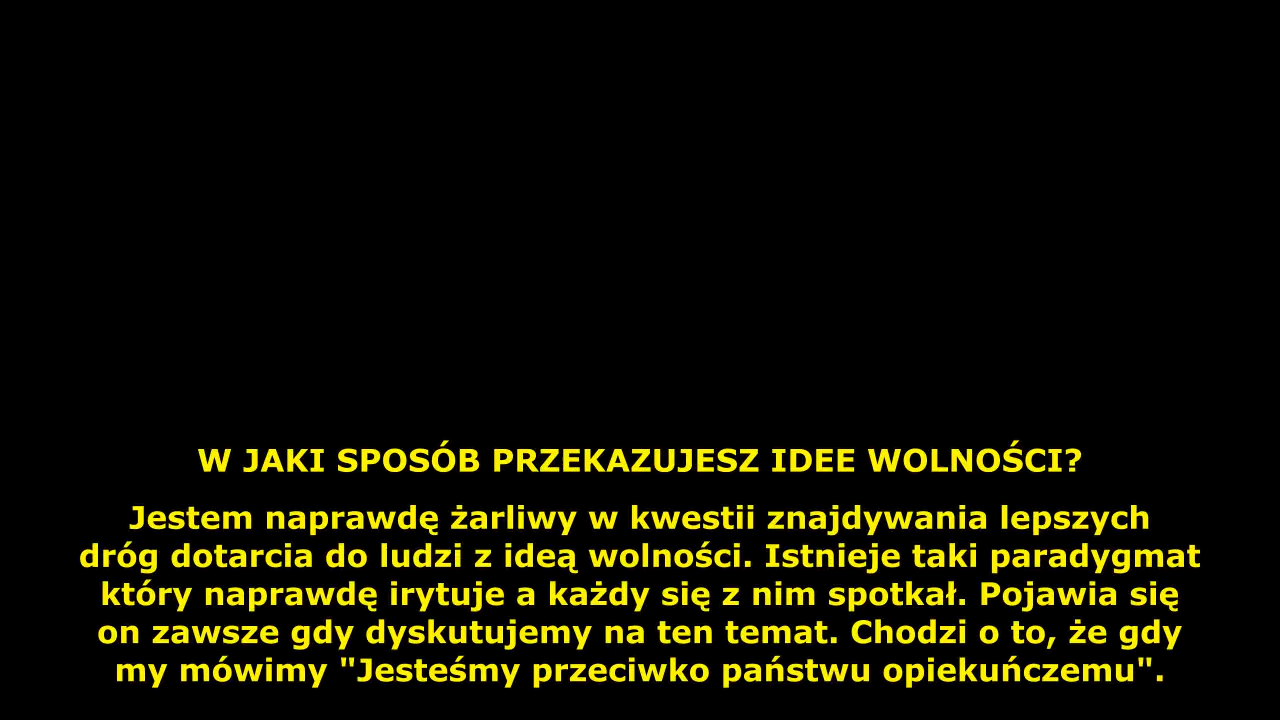 W JAKI SPOSÓB PRZEKAZUJESZ IDEE WOLNOŚCI?
Jestem naprawdę żarliwy w kwestii znajdywania lepszych
dróg dotarcia do ludzi z ideą wolności. Istnieje taki paradygmat
który naprawdę irytuje a każdy się z nim spotkał. Pojawia się
on zawsze gdy dyskutujemy na ten temat. Chodzi o to, że gdy
my mówimy "Jesteśmy przeciwko państwu opiekuńczemu".